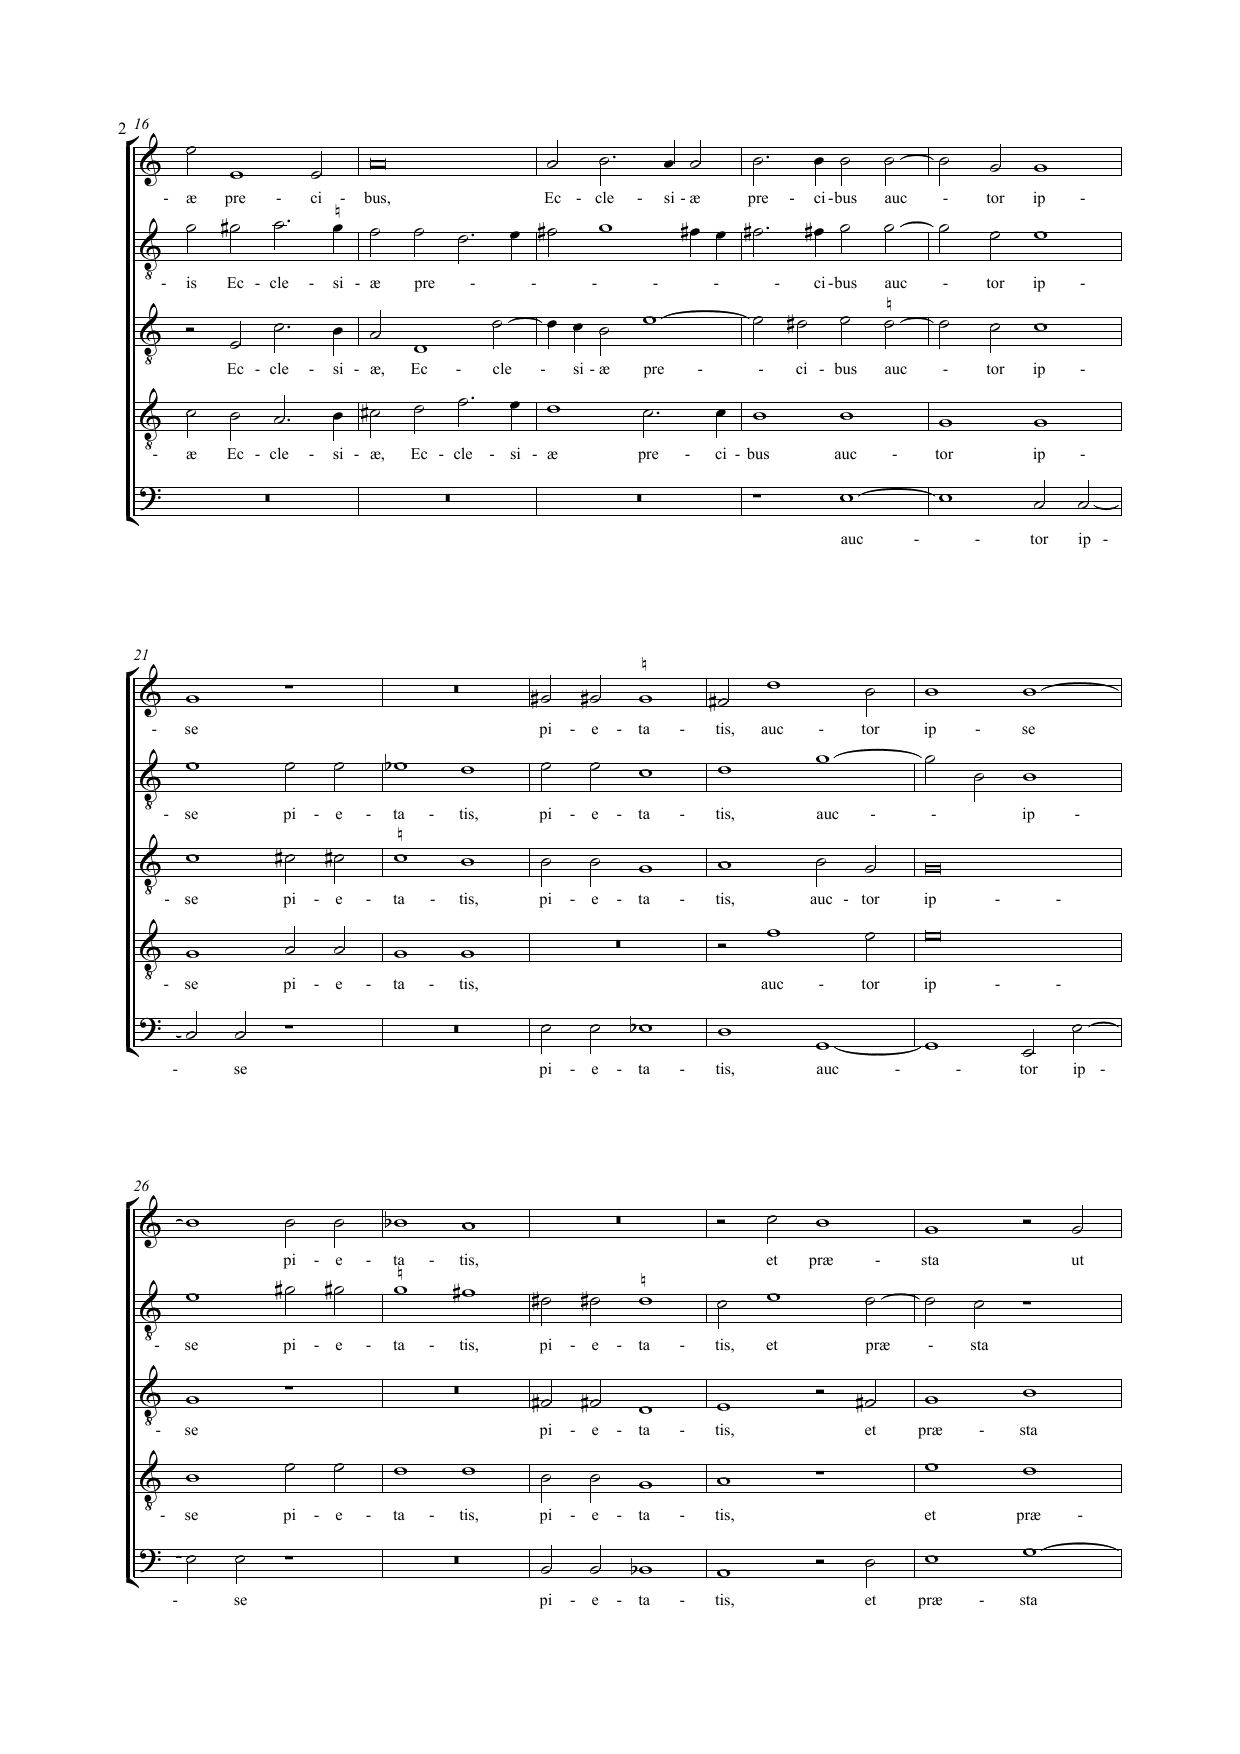 2 16
- æ pre - ci - bus, Ec - cle - si - æ pre - ci - bus auc - tor ip -
- is Ec - cle - si - æ pre - - - - - - ci - bus auc - tor ip -
Ec - cle - si - æ, Ec - cle - si - æ pre - - ci - bus auc - tor ip -
- æ Ec - cle - si - æ, Ec - cle - si - æ pre - ci - bus auc - tor ip -
auc - - tor ip -
21
- se pi - e - ta - tis, auc - tor ip - se
- se pi - e - ta - tis, pi - e - ta - tis, auc - - ip -
- se pi - e - ta - tis, pi - e - ta - tis, auc - tor ip - -
- se pi - e - ta - tis, auc - tor ip - -
- se pi - e - ta - tis, auc - - tor ip -
26
pi - e - ta - tis, et præ - sta ut
- se pi - e - ta - tis, pi - e - ta - tis, et præ - sta
- se pi - e - ta - tis, et præ - sta
- se pi - e - ta - tis, pi - e - ta - tis, et præ -
- se pi - e - ta - tis, et præ - sta